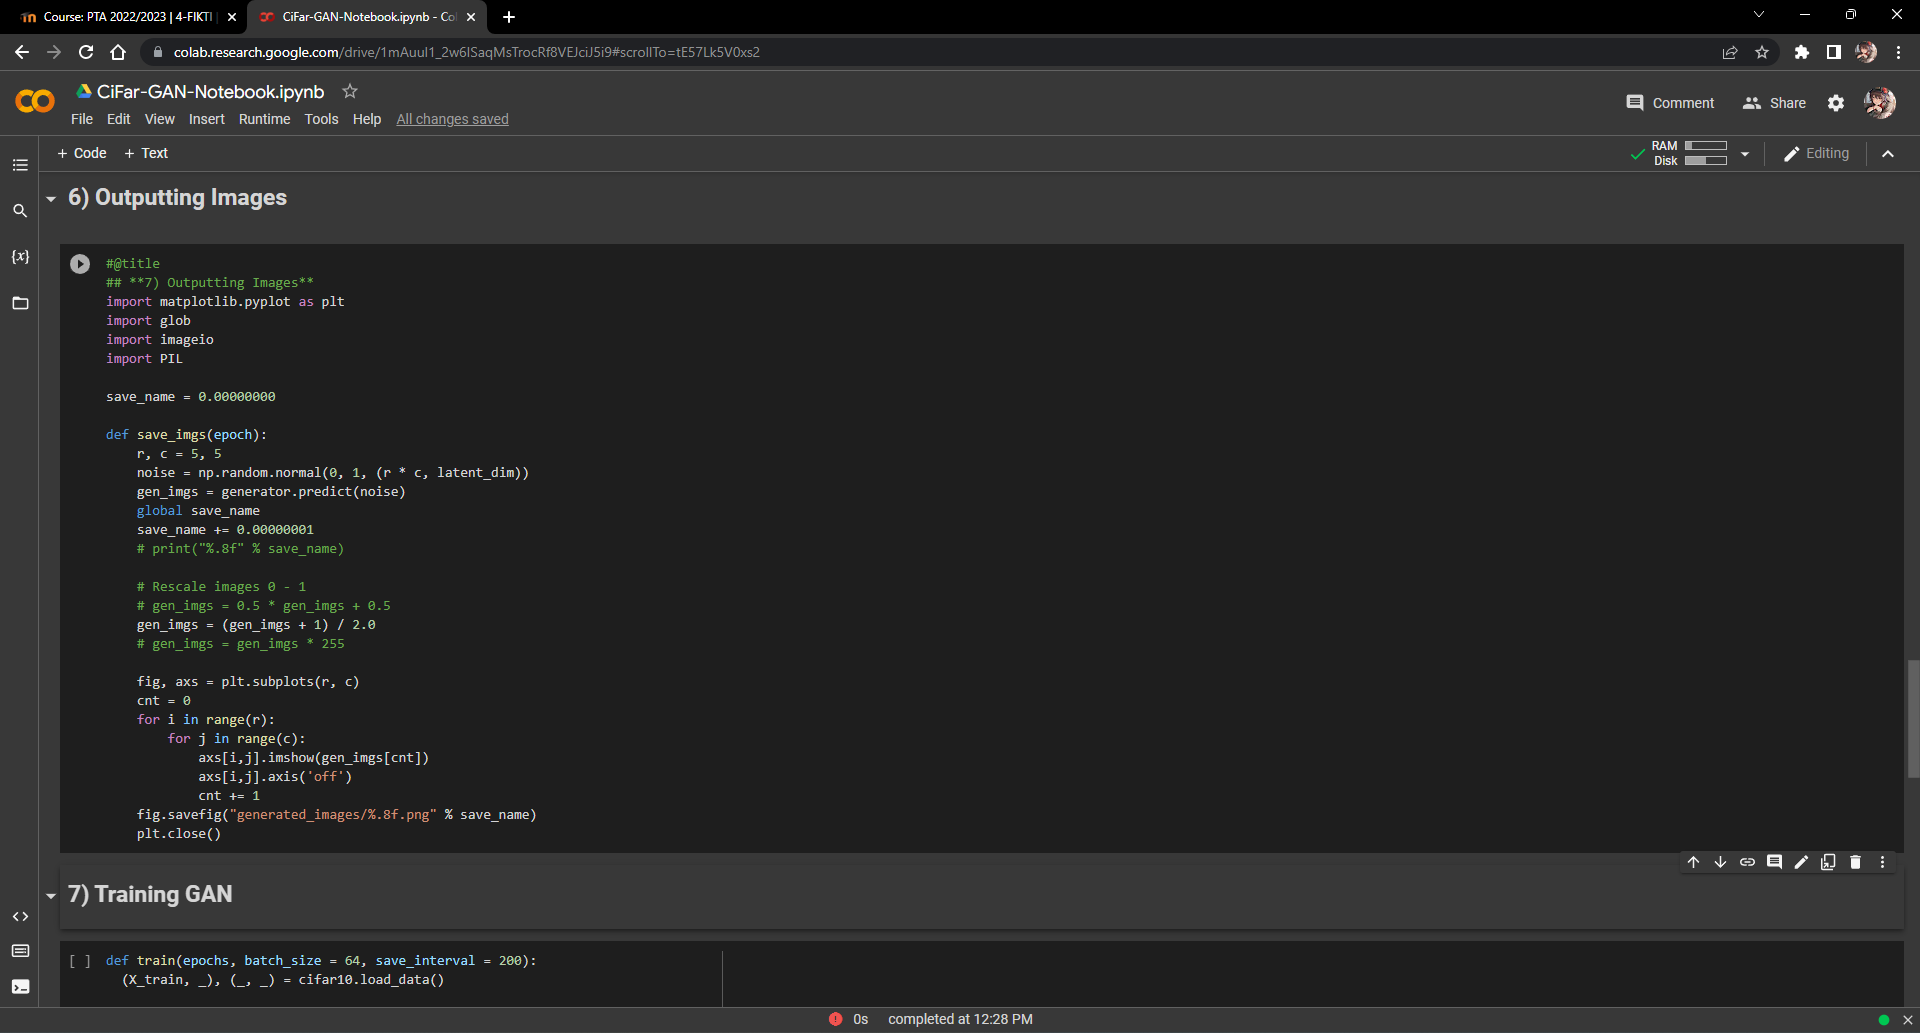 Course: PTA 2022/2023 | 4-FIKTI
CiFar-GAN-Notebook.ipynb - Co
colab.research.google.com/drive/1mAuuI1_2w6lSaqMsTrocRf8VEJciJ5i9#scrollTo=tE57Lk5V0xs2
CiFar-GAN-Notebook.ipynb
File Edit View Insert Runtime Tools Help All changes saved
Comment
Share
+ Code + Text
RAM
Disk
Editing
6) Outputting Images
{x}
#@title
## **7) Outputting Images**
import matplotlib.pyplot as plt
import glob
import imageio
import PIL
save_name = 0.00000000
def save_imgs(epoch):
r, c = 5, 5
noise = np.random.normal(0, 1, (r * c, latent_dim))
gen_imgs = generator.predict(noise)
global save_name
save_name += 0.00000001
# print("%.8f" % save_name)
# Rescale images 0 - 1
# gen_imgs = 0.5 * gen_imgs + 0.5
gen_imgs = (gen_imgs + 1) / 2.0
# gen_imgs = gen_imgs * 255
fig, axs = plt.subplots(r, c)
cnt = 0
for i in range(r):
for j in range(c):
axs[i,j].imshow(gen_imgs[cnt])
axs[i,j].axis('off')
cnt += 1
fig.savefig("generated_images/%.8f.png" % save_name)
plt.close()
7) Training GAN
[ ] def train(epochs, batch_size = 64, save_interval = 200):
(X_train, _), (_, _) = cifar10.load_data()
0s completed at 12:28 PM